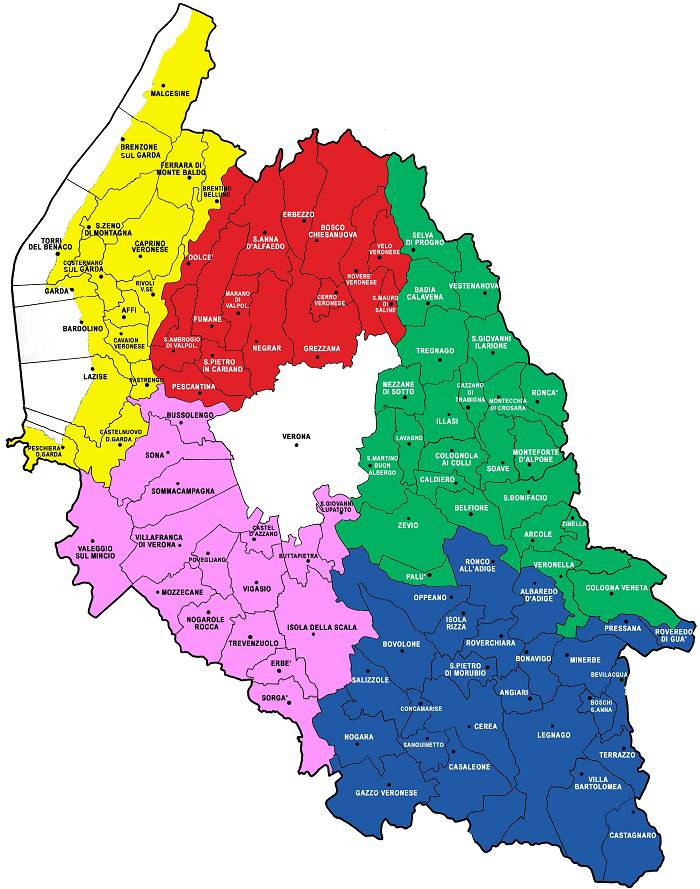 MALCESINE
BRENZONE
SUL GARDA
FERRARA DI
MONTE BALDO
BRENTINO
BELLUNO
S.ZENO
DI MONTAGNA
TORRI
DEL BENACO
CAPRINO
VERONESE
COSTERMANO
SUL GARDA
RIVOLI
V.SE
GARDA
AFFI
BARDOLINO
CAVAION
VERONESE
LAZISE
PASTRENGO
CASTELNUOVO
D.GARDA
PESCHIERA
D.GARDA
ERBEZZO
BOSCO
CHIESANUOVA
S.ANNA
D'ALFAEDO
VELO
VERONESE
DOLCE'
ROVERE'
VERONESE
MARANO
DI
VALPOL.
CERRO
VERONESE
S.MAURO
DI
SALINE
FUMANE
S.AMBROGIO
DI VALPOL.
NEGRAR
GREZZANA
S.PIETRO
IN CARIANO
PESCANTINA
SELVA
DI PROGNO
BADIA
CALAVENA
VESTENANOVA
S.GIOVANNI
ILARIONE
TREGNAGO
MEZZANE
DI SOTTO
CAZZANO
DI
TRAMIGNA
MONTECCHIA
DI CROSARA
RONCA'
ILLASI
LAVAGNO
COLOGNOLA
AI COLLI
MONTEFORTE
D'ALPONE
S.MARTINO
BUON
ALBERGO
SOAVE
CALDIERO
S.BONIFACIO
BELFIORE
ZEVIO
ZIMELLA
ARCOLE
VERONELLA
PALU'
COLOGNA VENETA
VERONA
BUSSOLENGO
SONA
SOMMACAMPAGNA
S.GIOVANNI
LUPATOTO
CASTEL
D'AZZANO
VALEGGIO
SUL MINCIO
VILLAFRANCA
DI VERONA
POVEGLIANO
BUTTAPIETRA
MOZZECANE
VIGASIO
NOGAROLE
ROCCA
ISOLA DELLA SCALA
TREVENZUOLO
ERBE'
SORGA'
RONCO
ALL'ADIGE
ALBAREDO
D'ADIGE
OPPEANO
ISOLA
RIZZA
PRESSANA
ROVEREDO
DI GUA'
ROVERCHIARA
BOVOLONE
BONAVIGO
MINERBE
S.PIETRO
DI MORUBIO
SALIZZOLE
BEVILACQUA
ANGIARI
BOSCHI
S.ANNA
CONCAMARISE
CEREA
LEGNAGO
NOGARA
SANGUINETTO
TERRAZZO
CASALEONE
VILLA
BARTOLOMEA
GAZZO VERONESE
CASTAGNARO